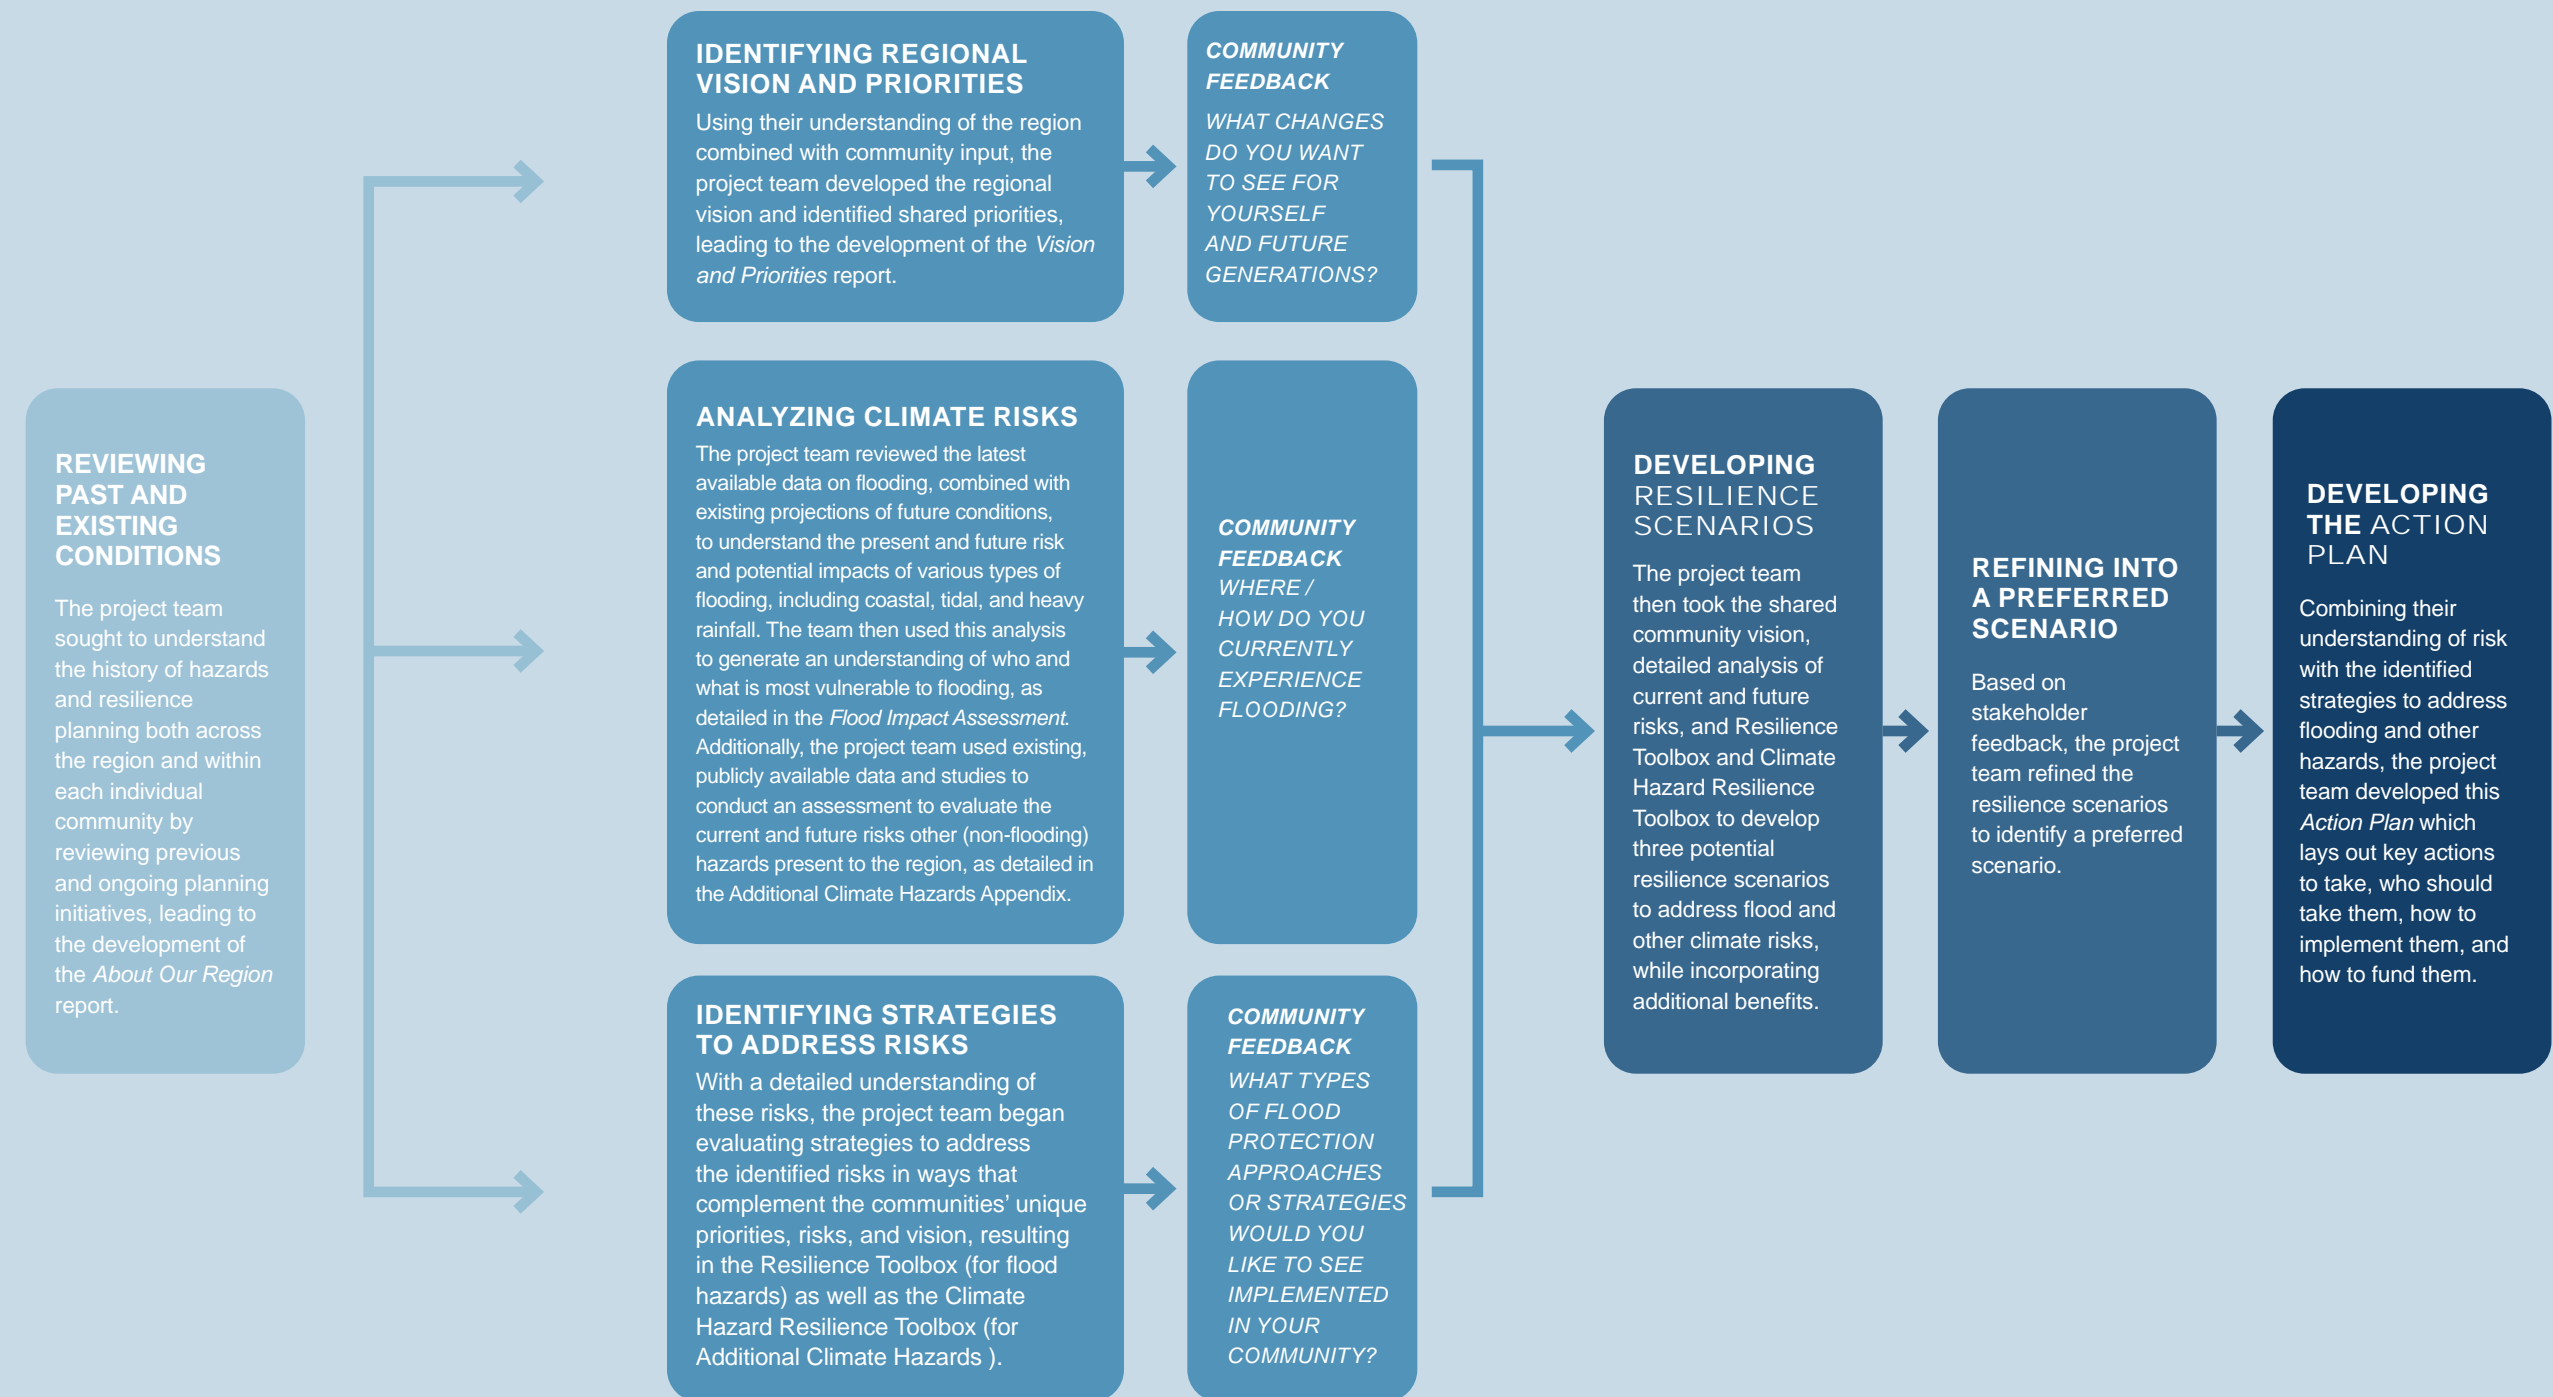 REVIEWING
PAST AND
EXISTING
CONDITIONS
The project team
sought to understand
the history of hazards
and resilience
planning both across
the region and within
each individual
community by
reviewing previous
and ongoing planning
initiatives, leading to
the development of
the About Our Region
report.
IDENTIFYING REGIONAL
VISION AND PRIORITIES
Using their understanding of the region
combined with community input, the
project team developed the regional
vision and identified shared priorities,
leading to the development of the Vision
and Priorities report.
COMMUNITY
FEEDBACK
WHAT CHANGES
DO YOU WANT
TO SEE FOR
YOURSELF
AND FUTURE
GENERATIONS?
ANALYZING CLIMATE RISKS
The project team reviewed the latest
available data on flooding, combined with
existing projections of future conditions,
to understand the present and future risk
and potential impacts of various types of
flooding, including coastal, tidal, and heavy
rainfall. The team then used this analysis
to generate an understanding of who and
what is most vulnerable to flooding, as
detailed in the Flood Impact Assessment.
Additionally, the project team used existing,
publicly available data and studies to
conduct an assessment to evaluate the
current and future risks other (non-flooding)
hazards present to the region, as detailed in
the Additional Climate Hazards Appendix.
COMMUNITY
FEEDBACK
WHERE /
HOW DO YOU
CURRENTLY
EXPERIENCE
FLOODING?
IDENTIFYING STRATEGIES
TO ADDRESS RISKS
With a detailed understanding of
these risks, the project team began
evaluating strategies to address
the identified risks in ways that
complement the communities’ unique
priorities, risks, and vision, resulting
in the Resilience Toolbox (for flood
hazards) as well as the Climate
Hazard Resilience Toolbox (for
Additional Climate Hazards ).
COMMUNITY
FEEDBACK
WHAT TYPES
OF FLOOD
PROTECTION
APPROACHES
OR STRATEGIES
WOULD YOU
LIKE TO SEE
IMPLEMENTED
IN YOUR
COMMUNITY?
DEVELOPING
RESILIENCE
SCENARIOS
The project team
then took the shared
community vision,
detailed analysis of
current and future
risks, and Resilience
Toolbox and Climate
Hazard Resilience
Toolbox to develop
three potential
resilience scenarios
to address flood and
other climate risks,
while incorporating
additional benefits.
REFINING INTO
A PREFERRED
SCENARIO
Based on
stakeholder
feedback, the project
team refined the
resilience scenarios
to identify a preferred
scenario.
DEVELOPING
THE ACTION
PLAN
Combining their
understanding of risk
with the identified
strategies to address
flooding and other
hazards, the project
team developed this
Action Plan which
lays out key actions
to take, who should
take them, how to
implement them, and
how to fund them.